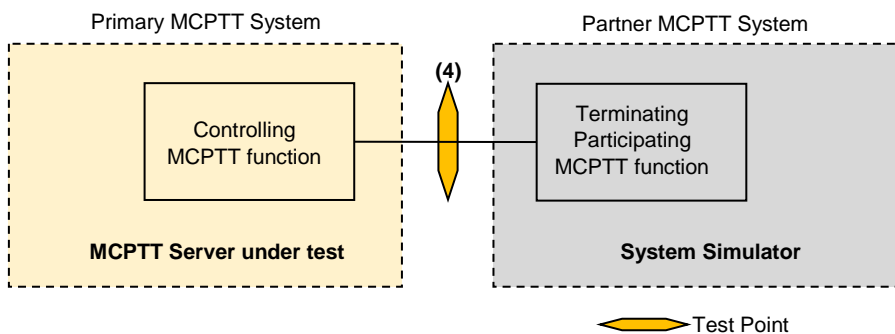 Primary MCPTT System
Partner MCPTT System
(4)
Controlling
MCPTT function
Terminating
Participating
MCPTT function
MCPTT Server under test
System Simulator
Test Point